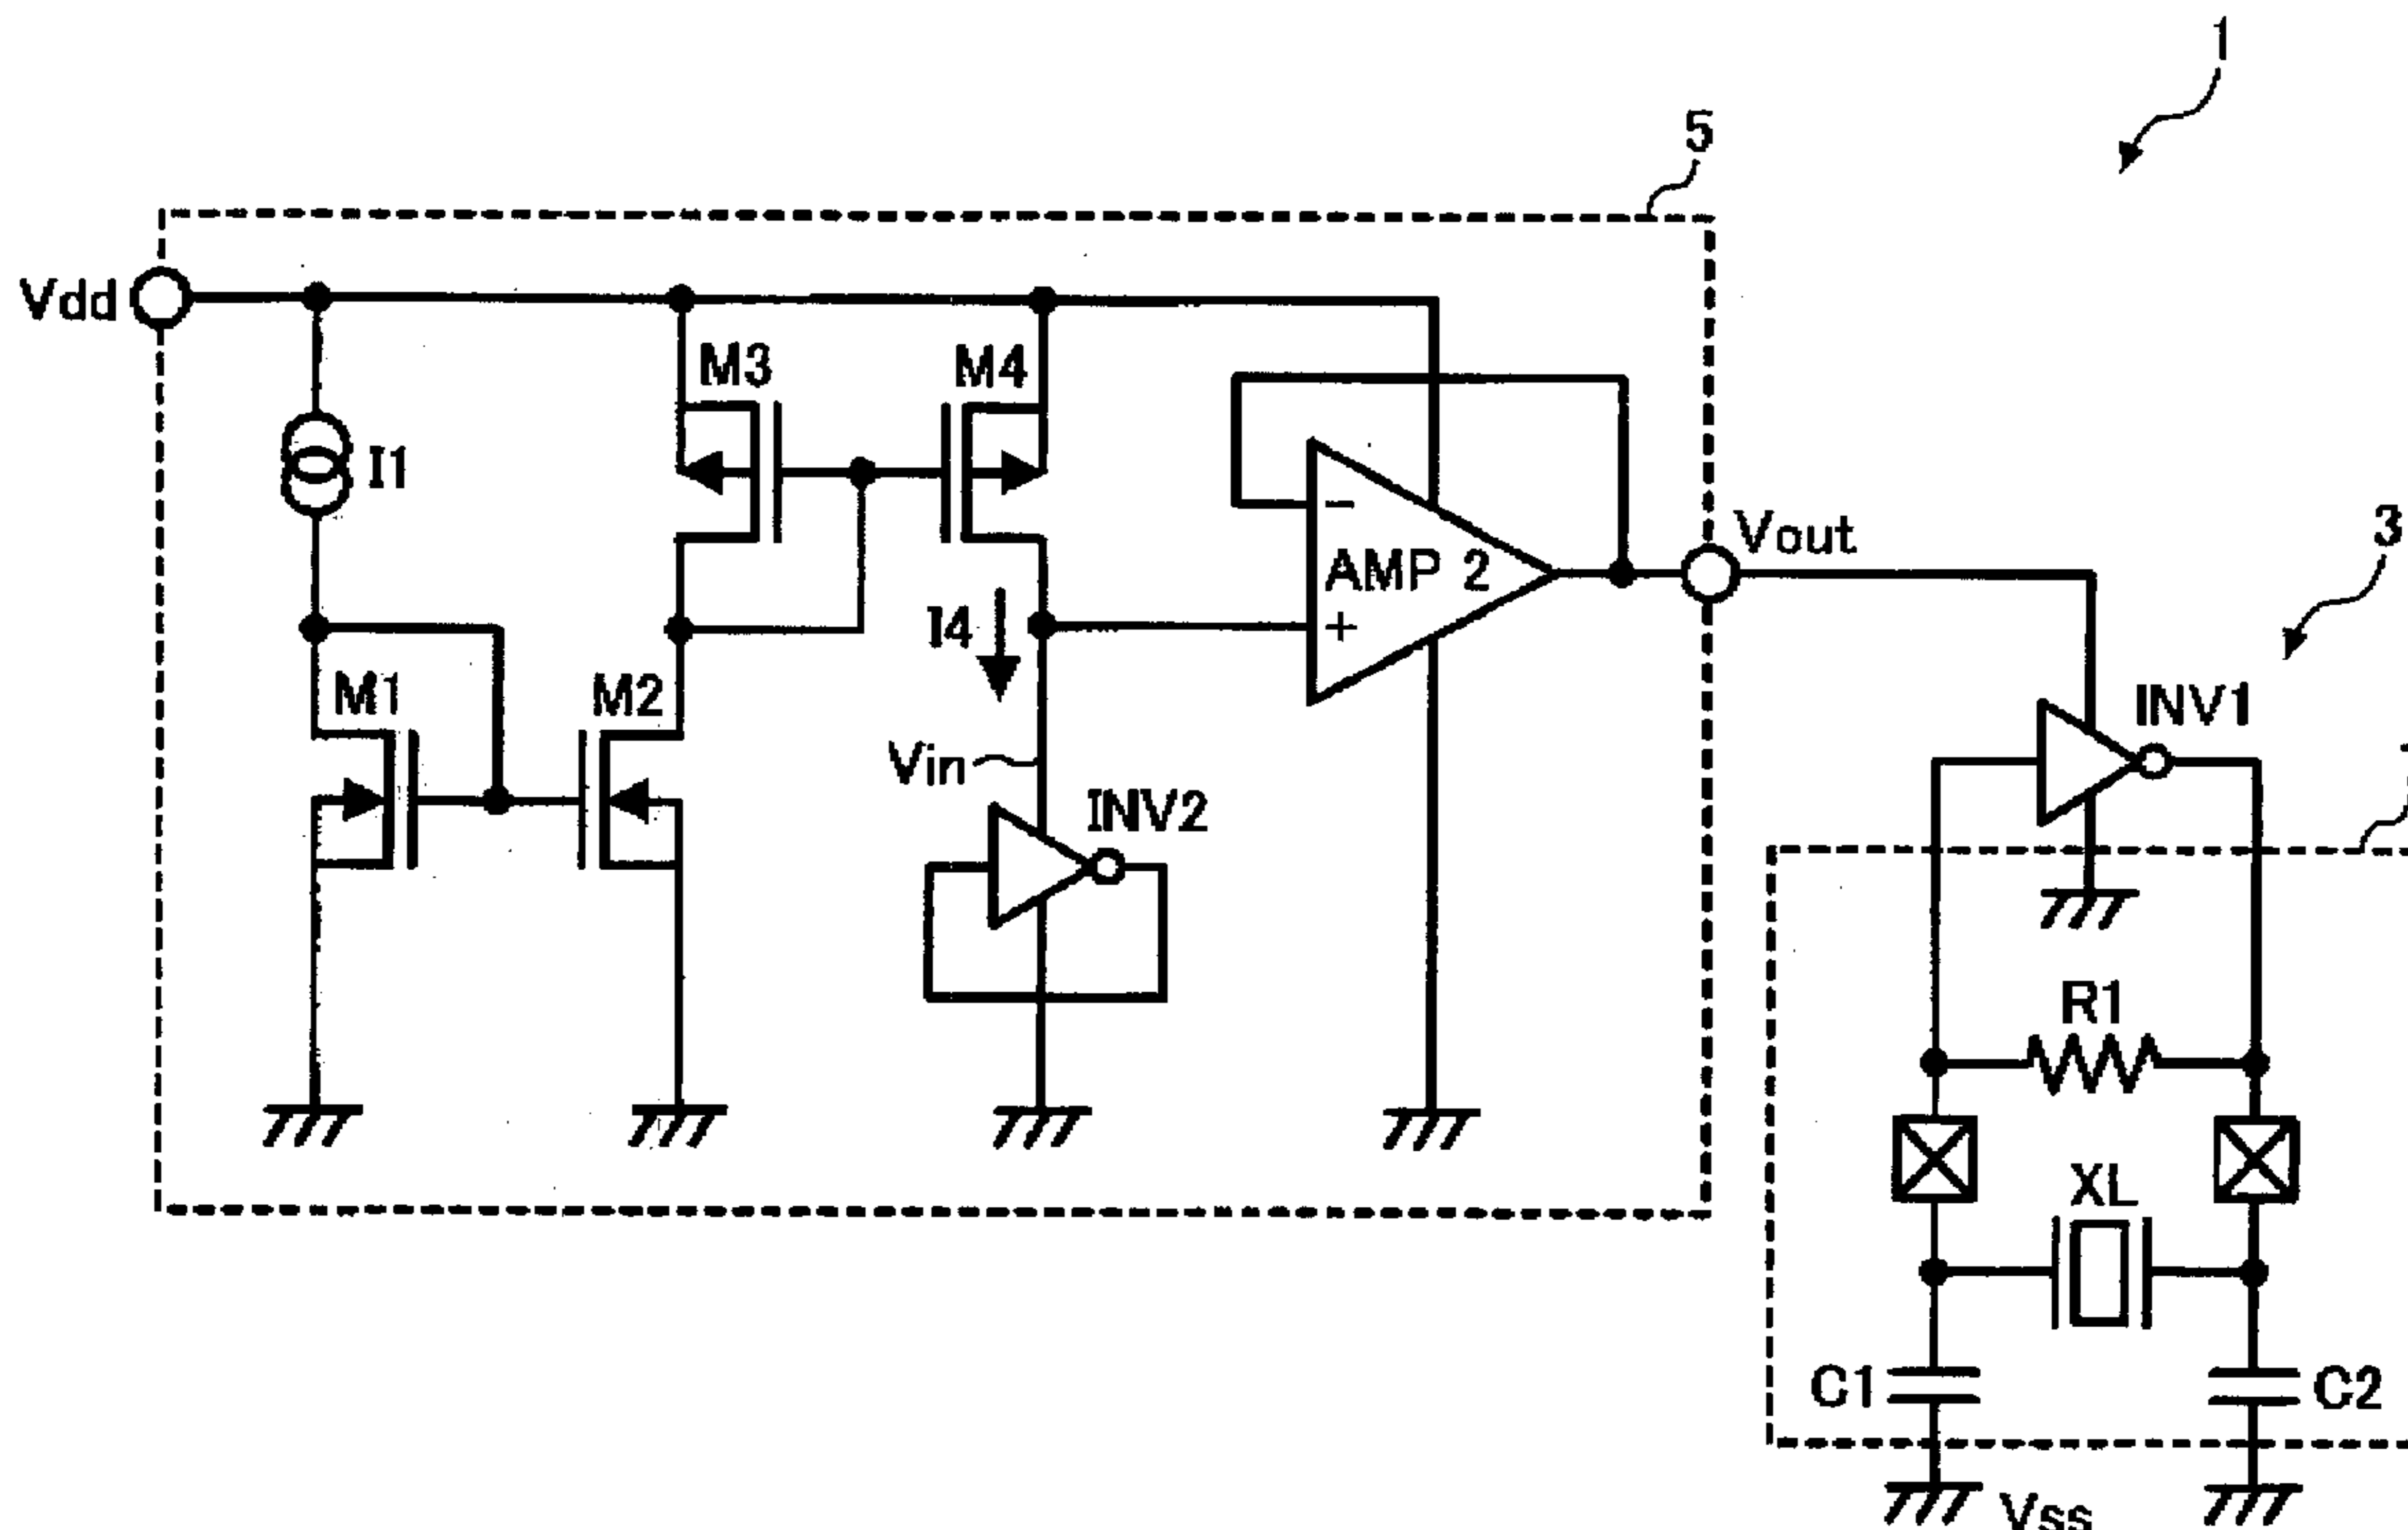 1
5
Vdd
M3
M4
I1
−
AMP 2
+
Vout
3
I4
M1
M2
Vin
INV2
INV1
R1
XL
C1
C2
Vss